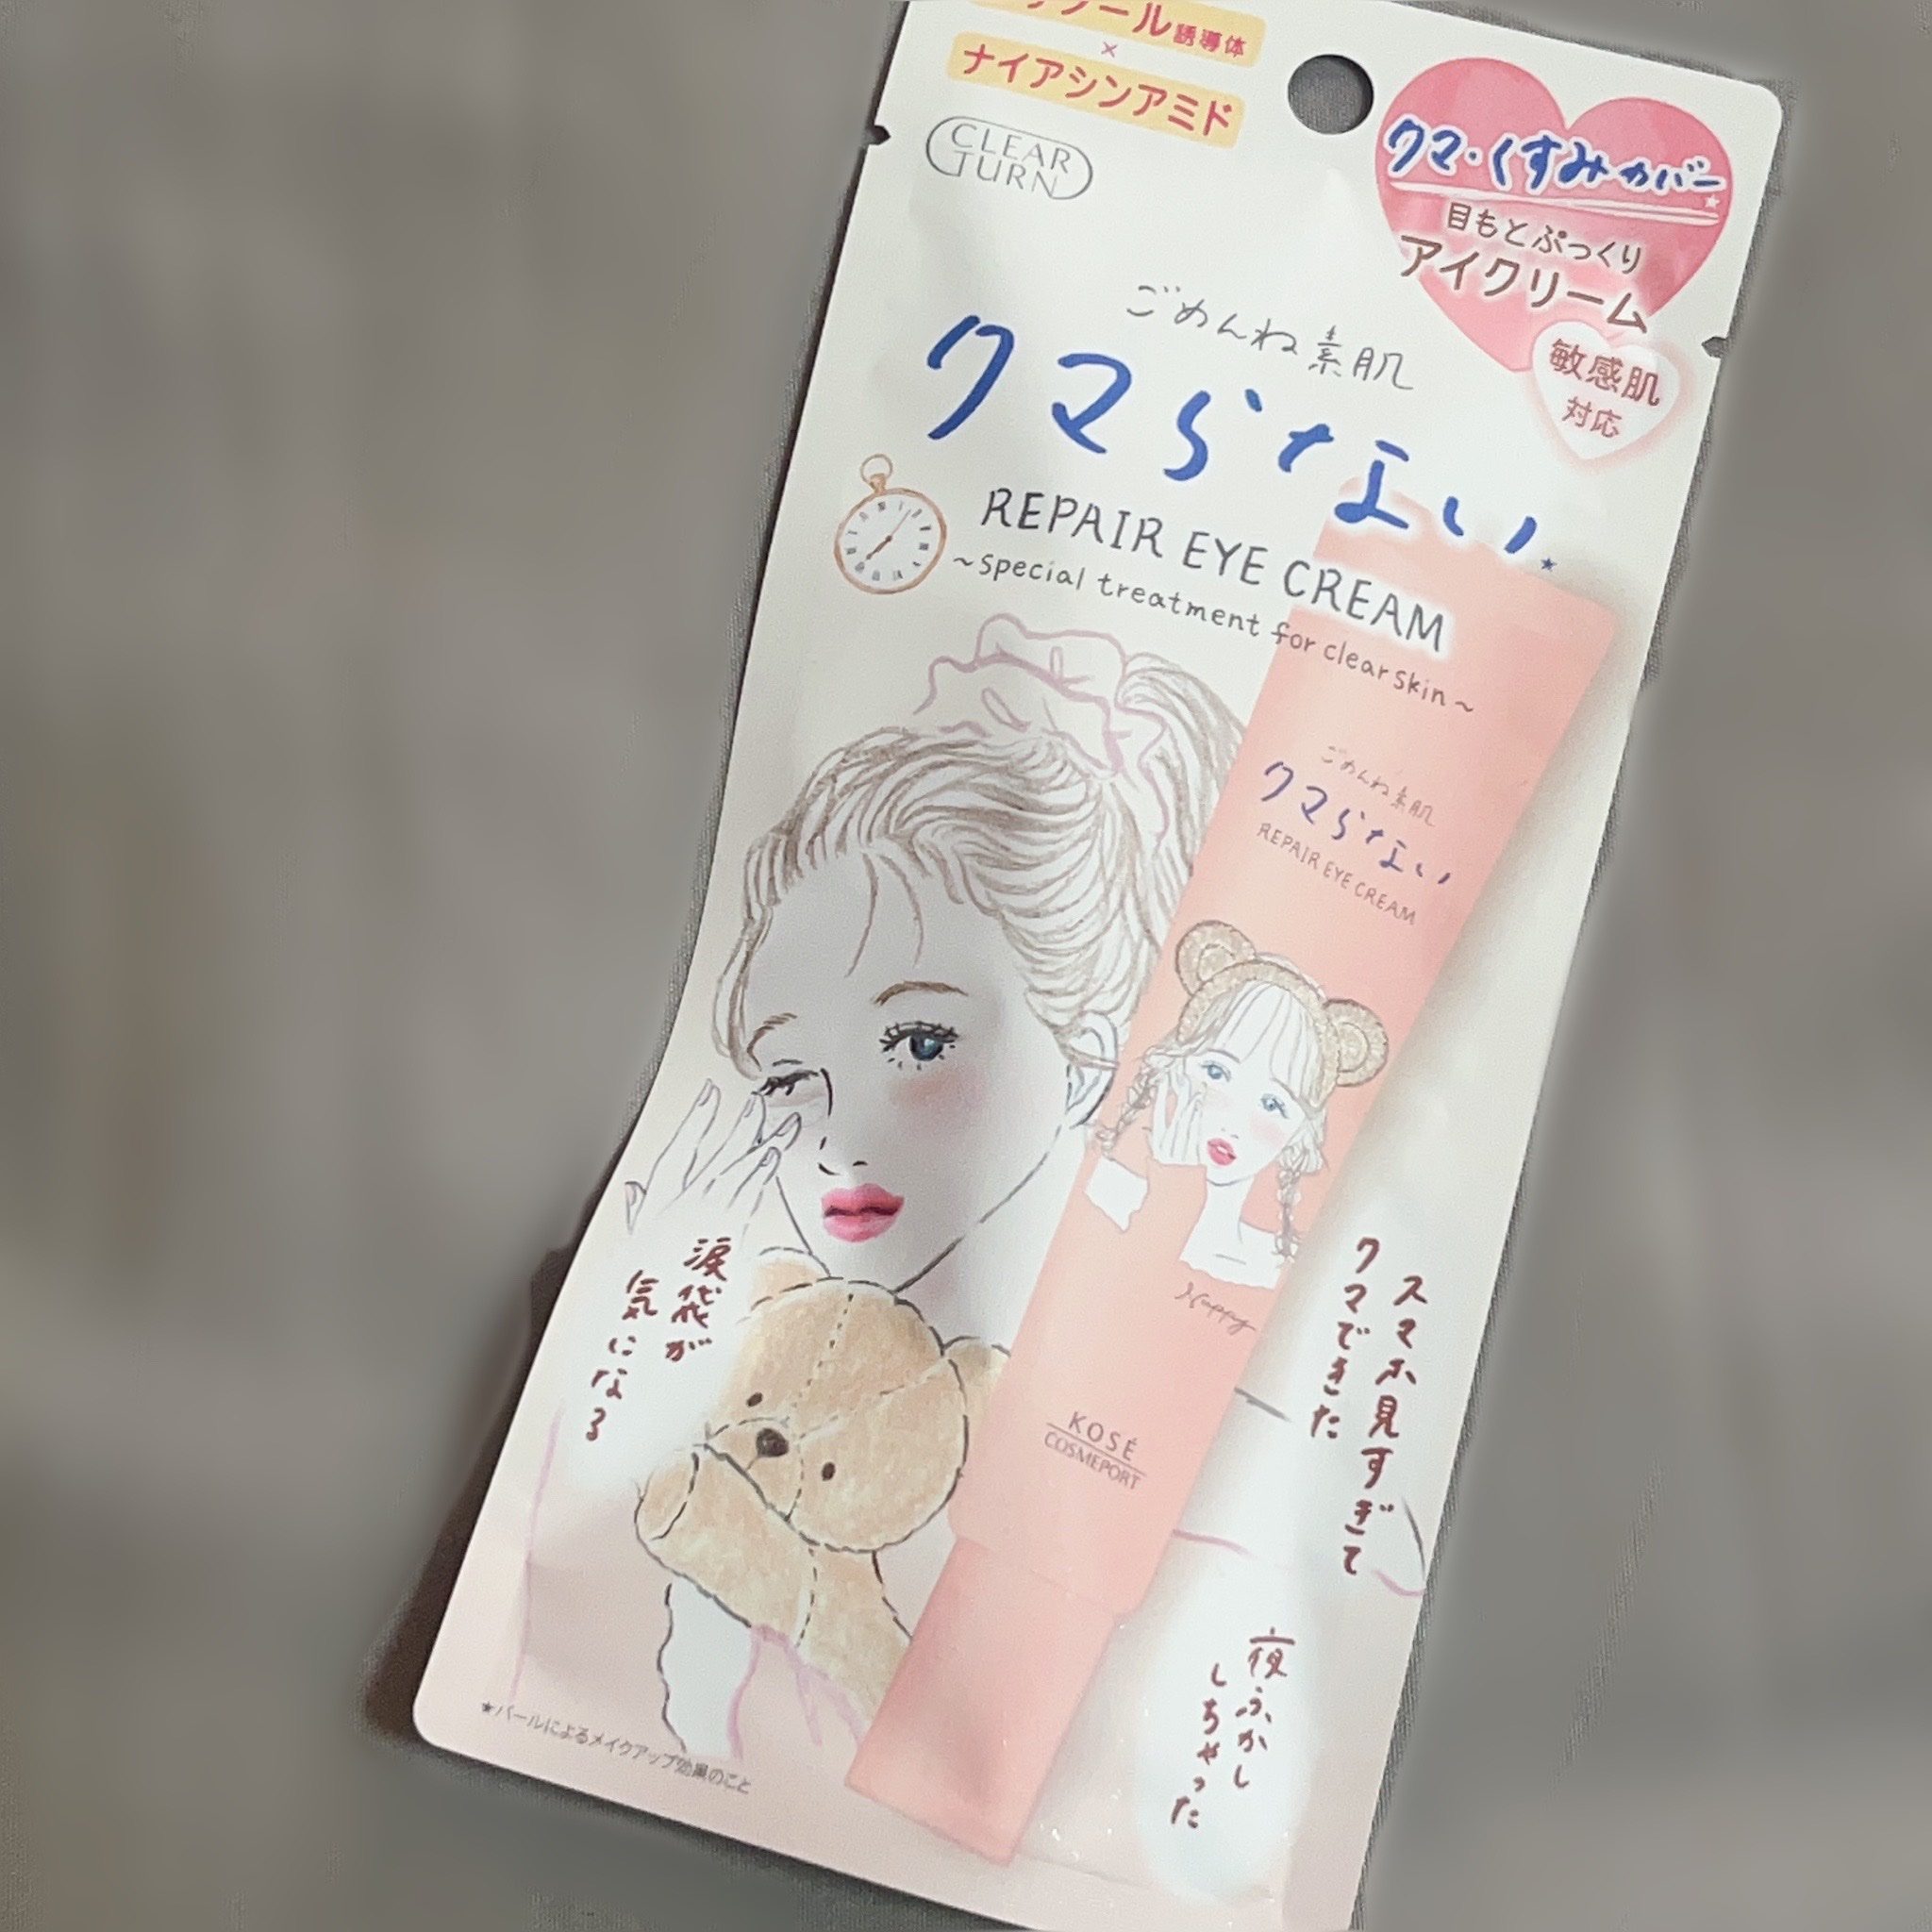 ール誘導体
×
ナイアシンアミド
CLEAR
TURN
クマ・くすみカバー★
目もとぷっくり
アイクリーム
敏感肌
対応
ごめんね素肌
クマらない★
REPAIR EYE CREAM
~special treatment for clear skin~
ごめんね素肌
クマらない
REPAIR EYE CREAM
Happy
KOSÉ
COSMEPORT
涙袋が
気になる
スマホ見すぎて
クマできた
夜ふかし
しちゃった
★パールによるメイクアップ効果のこと